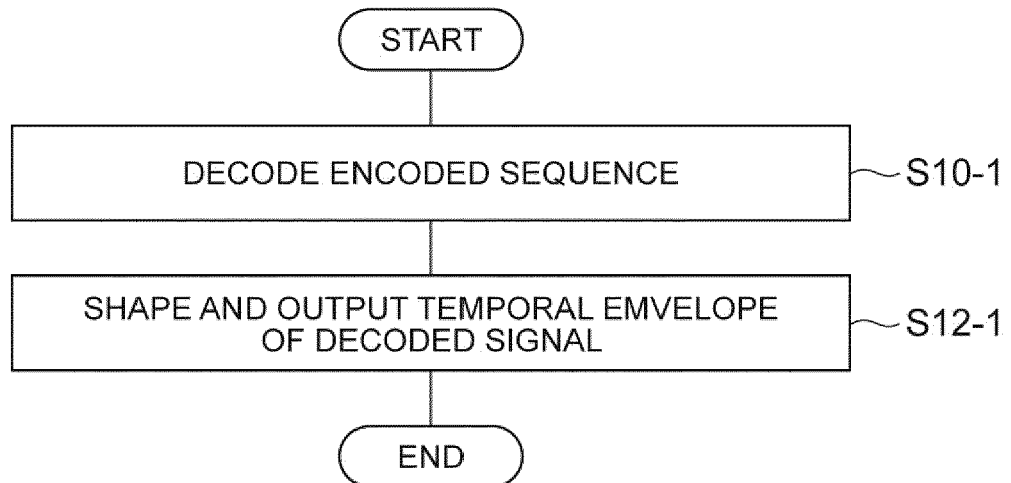 START
DECODE ENCODED SEQUENCE
S10-1
SHAPE AND OUTPUT TEMPORAL EMVELOPE
OF DECODED SIGNAL
S12-1
END